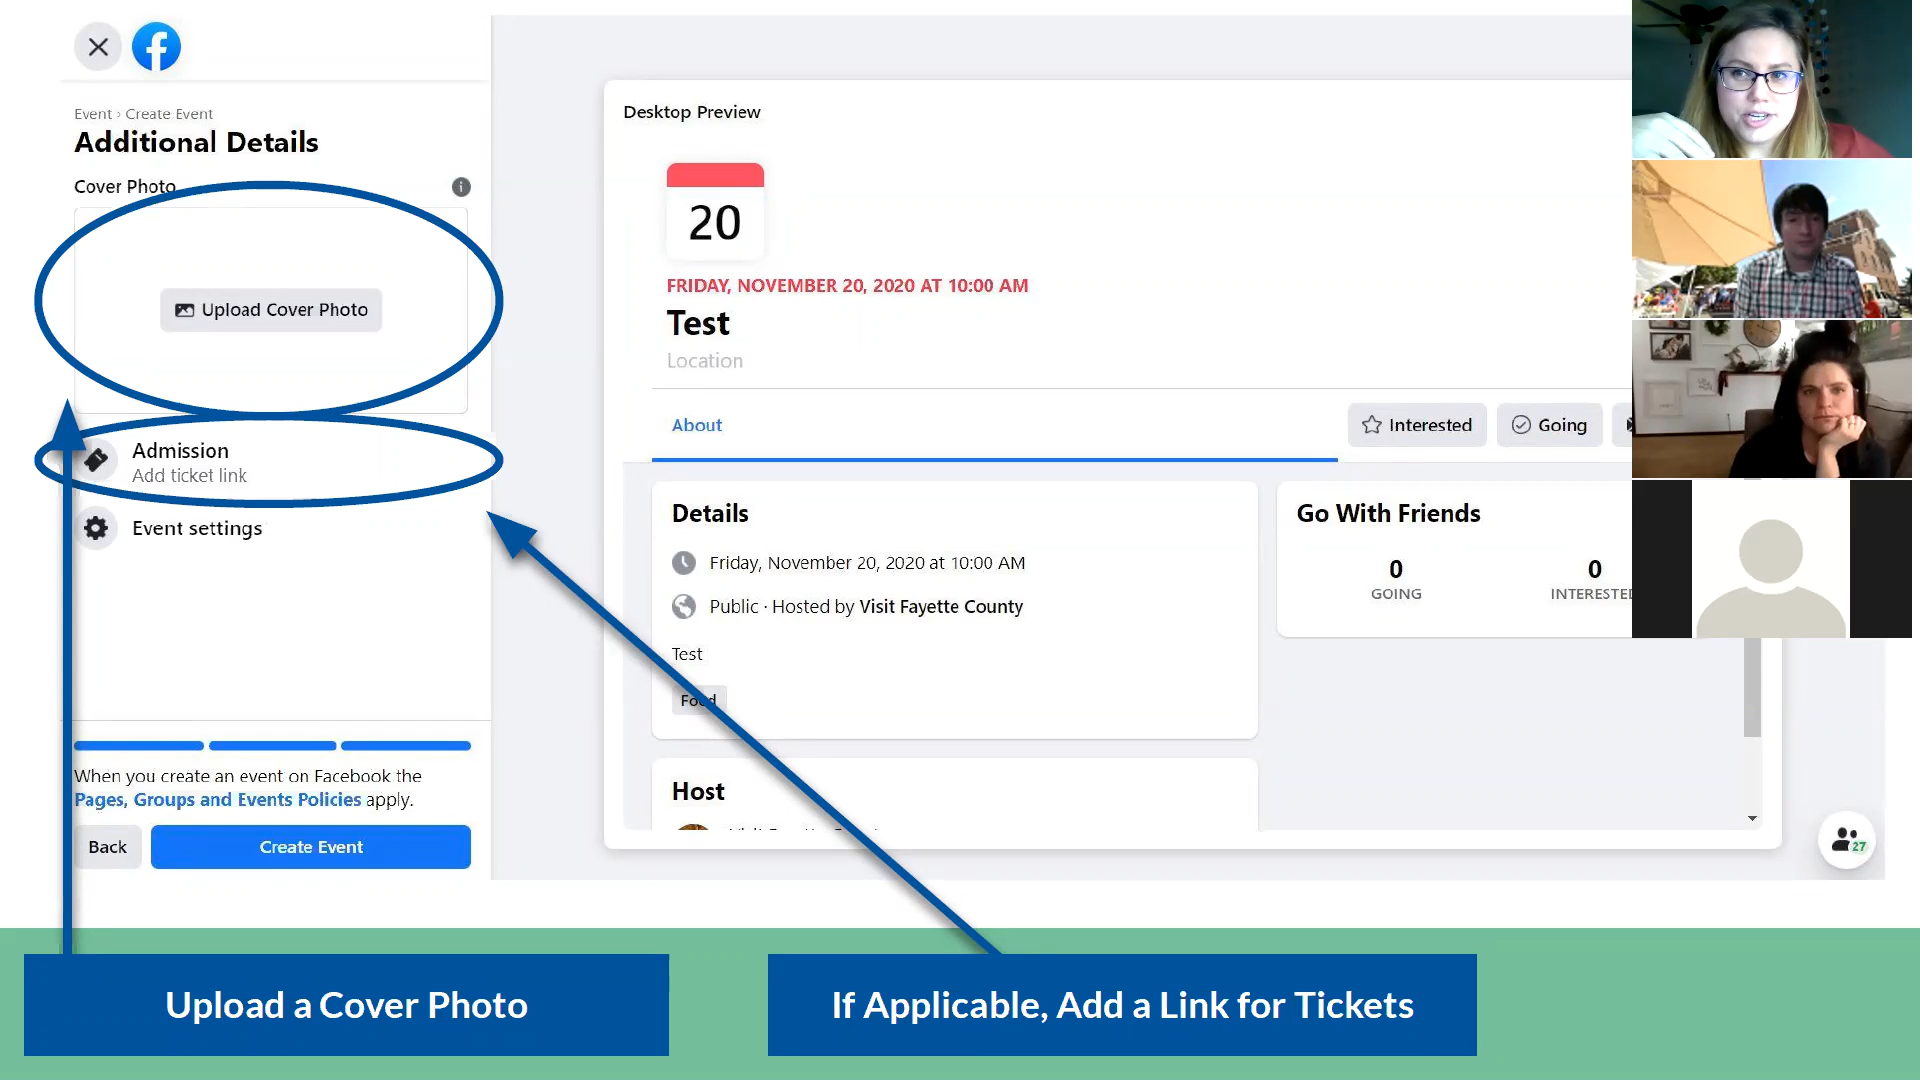 Event › Create Event
Additional Details
Cover Photo
Upload Cover Photo
Admission
Add ticket link
Event settings
When you create an event on Facebook the
Pages, Groups and Events Policies apply.
Back
Create Event
Desktop Preview
20
FRIDAY, NOVEMBER 20, 2020 AT 10:00 AM
Test
Location
About
Interested
Going
Details
Friday, November 20, 2020 at 10:00 AM
Public · Hosted by Visit Fayette County
Test
Food
Go With Friends
0
GOING
0
INTERESTED
Host
27
Upload a Cover Photo
If Applicable, Add a Link for Tickets